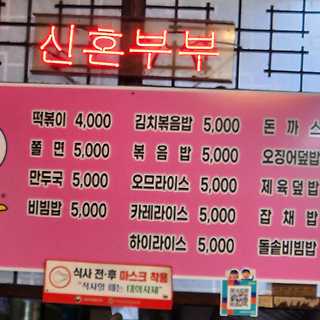 신혼부부
떡볶이 4,000
쫄면 5,000
만두국 5,000
비빔밥 5,000
김치볶음밥 5,000
볶음밥 5,000
오므라이스 5,000
카레라이스 5,000
하이라이스 5,000
돈까스
오징어덮밥
제육덮밥
잡채밥
돌솥비빔밥
식사 전·후 마스크 착용
"식사할 때는 대화자제"